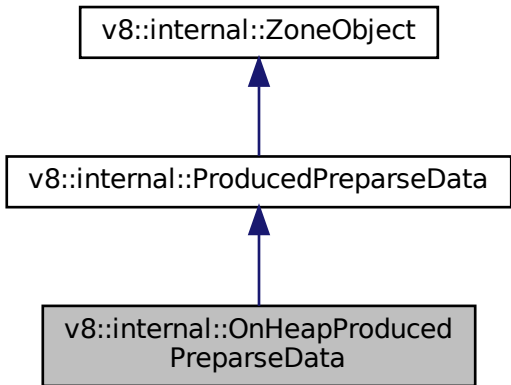 v8::internal::ZoneObject
v8::internal::ProducedPreparseData
v8::internal::OnHeapProduced
PreparseData